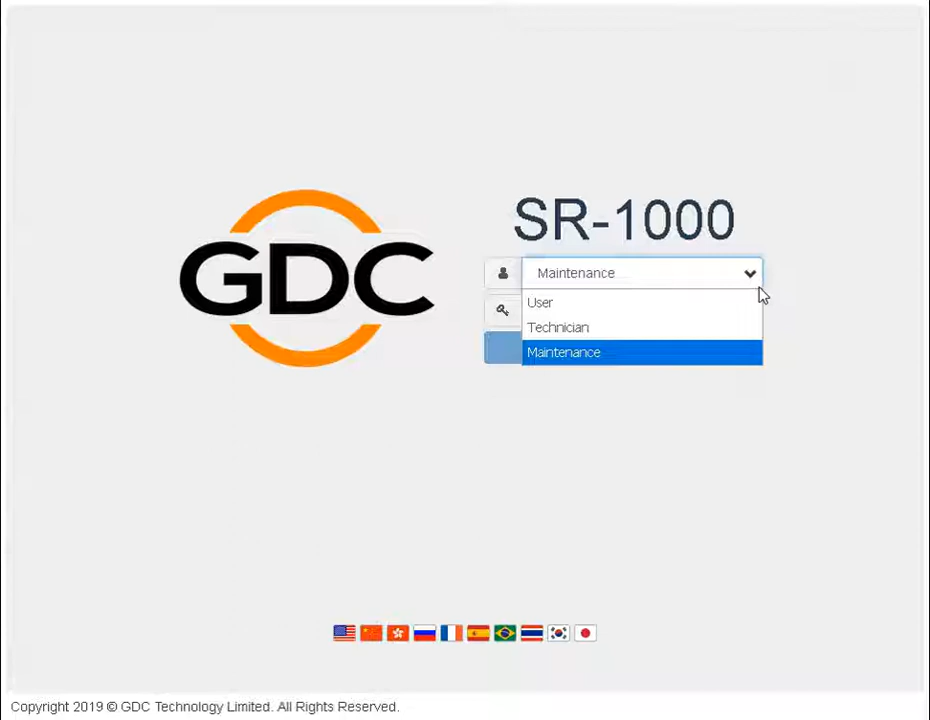 GDC
SR-1000
Maintenance
User
Technician
Maintenance
Copyright 2019 © GDC Technology Limited. All Rights Reserved.